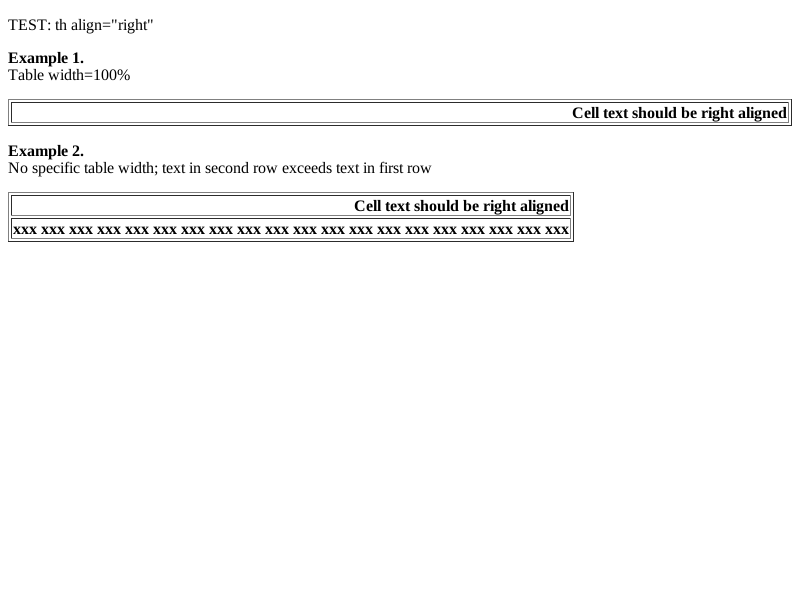 TEST: th align="right"
Example 1.
Table width=100%
Cell text should be right aligned
Example 2.
No specific table width; text in second row exceeds text in first row
Cell text should be right aligned
xxx xxx xxx xxx xxx xxx xxx xxx xxx xxx xxx xxx xxx xxx xxx xxx xxx xxx xxx xxx